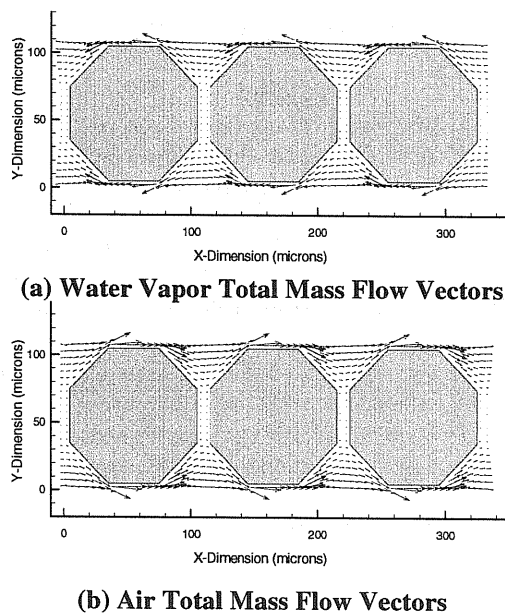 100
50
0
Y-Dimension (microns)
0 100 200 300
X-Dimension (microns)
(a) Water Vapor Total Mass Flow Vectors
100
50
0
Y-Dimension (microns)
0 100 200 300
X-Dimension (microns)
(b) Air Total Mass Flow Vectors